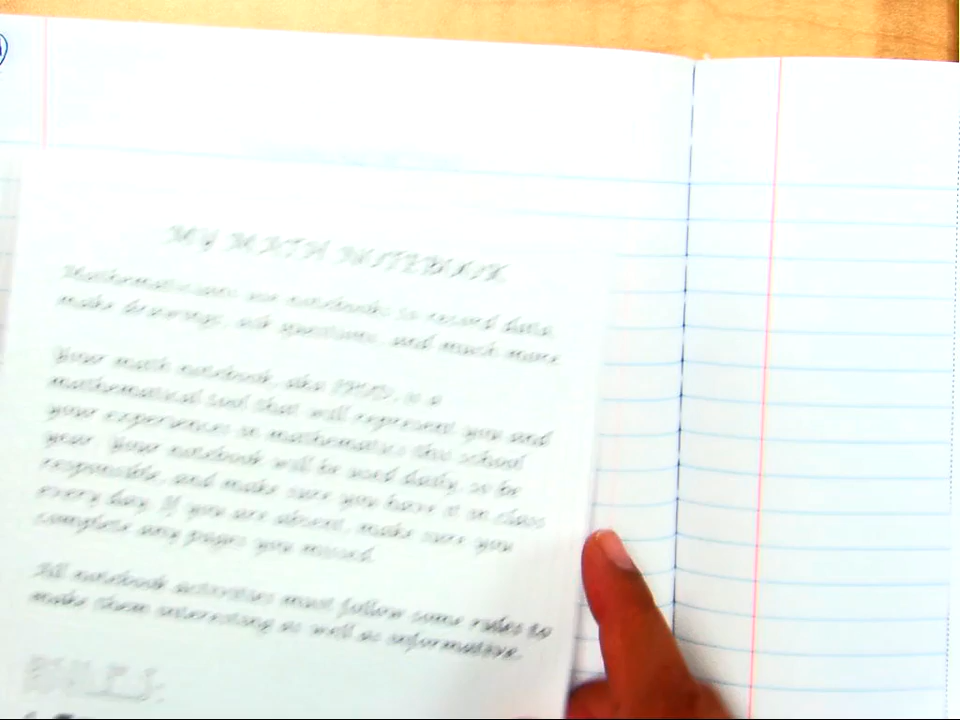 MY MATH NOTEBOOK
Mathematicians use notebooks to record data,
make drawings, ask questions, and much more.
Your math notebook, aka is a
mathematical tool that will represent you and
your experiences in mathematics this school
year. Your notebook will be used daily, so be
responsible, and make sure you have it in class
every day. If you are absent, make sure you
complete any pages you missed.
All notebook activities must follow some rules to
make them interesting as well as informative.
RULES: